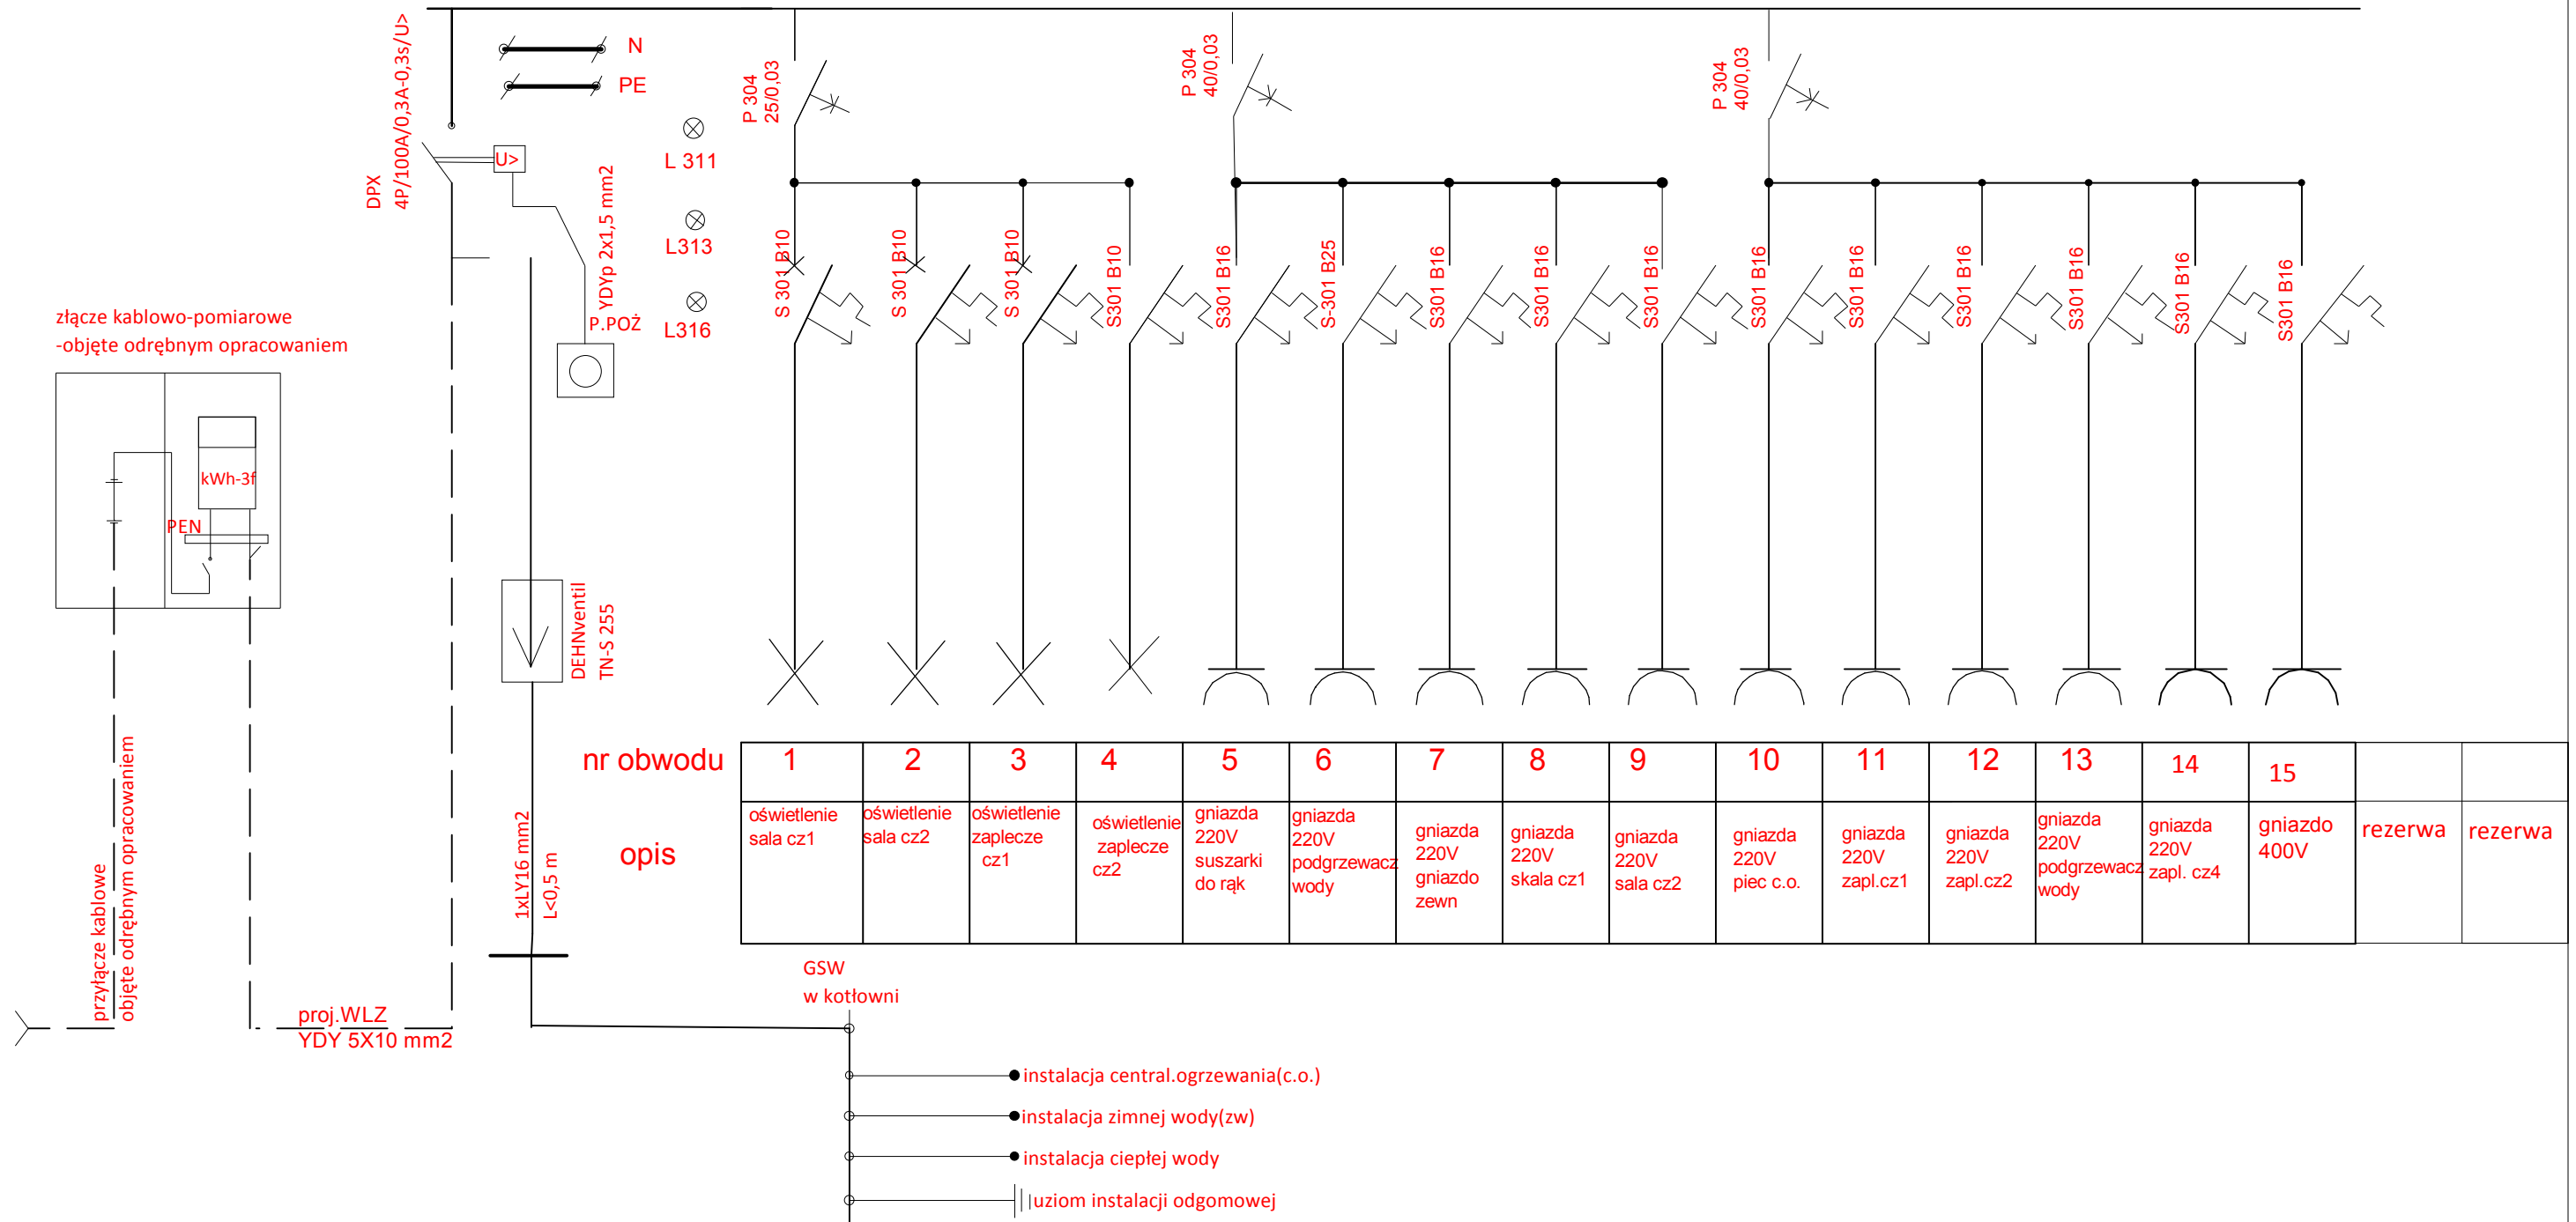 DPX
4P/100A/0,3A-0,3s/U>
N
PE
U>
YDYp 2x1,5 mm2
P.POŻ
L 311
L313
L316
P 304
25/0,03
P 304
40/0,03
P 304
40/0,03
S 301 B10
S 301 B10
S 301 B10
S301 B10
S301 B16
S-301 B25
S301 B16
S301 B16
S301 B16
S301 B16
S301 B16
S301 B16
S301 B16
S301 B16
S301 B16
złącze kablowo-pomiarowe
-objęte odrębnym opracowaniem
kWh-3f
PEN
DEHNventil
TN-S 255
przyłącze kablowe
objęte odrębnym opracowaniem
proj.WLZ
YDY 5X10 mm2
1xLY16 mm2
L<0,5 m
nr obwodu
1
2
3
4
5
6
7
8
9
10
11
12
13
14
15
opis
oświetlenie
sala cz1
oświetlenie
sala cz2
oświetlenie
zaplecze
cz1
oświetlenie
zaplecze
cz2
gniazda
220V
suszarki
do rąk
gniazda
220V
podgrzewacz
wody
gniazda
220V
gniazdo
zewn
gniazda
220V
skala cz1
gniazda
220V
sala cz2
gniazda
220V
piec c.o.
gniazda
220V
zapl.cz1
gniazda
220V
zapl.cz2
gniazda
220V
podgrzewacz
wody
gniazda
220V
zapl. cz4
gniazdo
400V
rezerwa
rezerwa
GSW
w kotłowni
instalacja central.ogrzewania(c.o.)
instalacja zimnej wody(zw)
instalacja ciepłej wody
uziom instalacji odgomowej